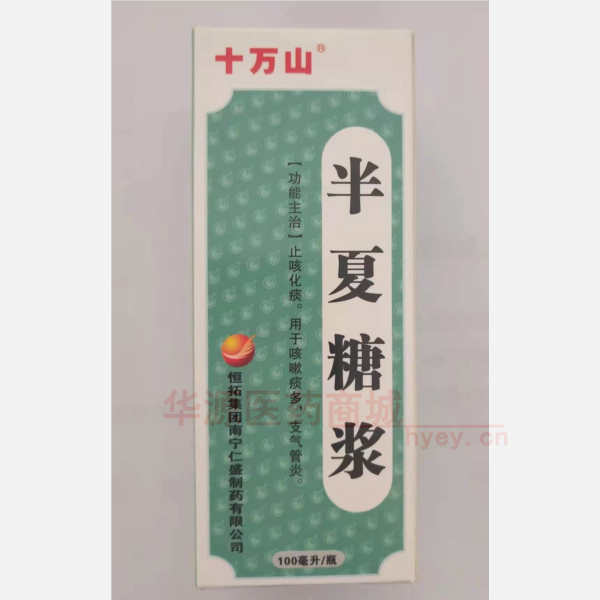 十万山®
半夏糖浆
【功能主治】止咳化痰。用于咳嗽痰多、支气管炎。
恒拓集团南宁仁盛制药有限公司
100毫升/瓶
华源医药商城
hyey.cn